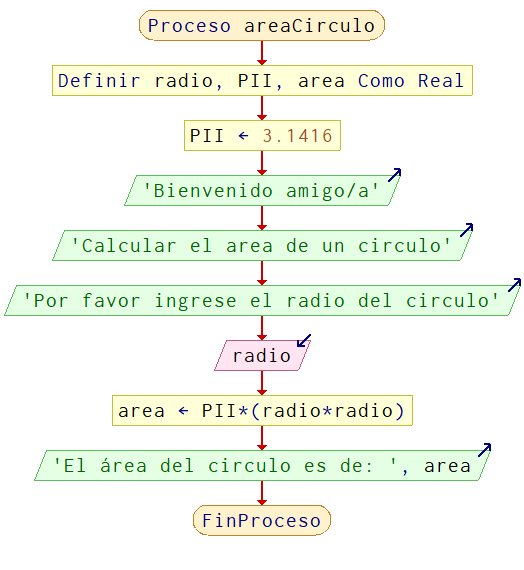 Proceso areaCirculo
Definir radio, PII, area Como Real
PII ← 3.1416
'Bienvenido amigo/a'
'Calcular el area de un circulo'
'Por favor ingrese el radio del circulo'
radio
area ← PII*(radio*radio)
'El área del circulo es de: ', area
FinProceso